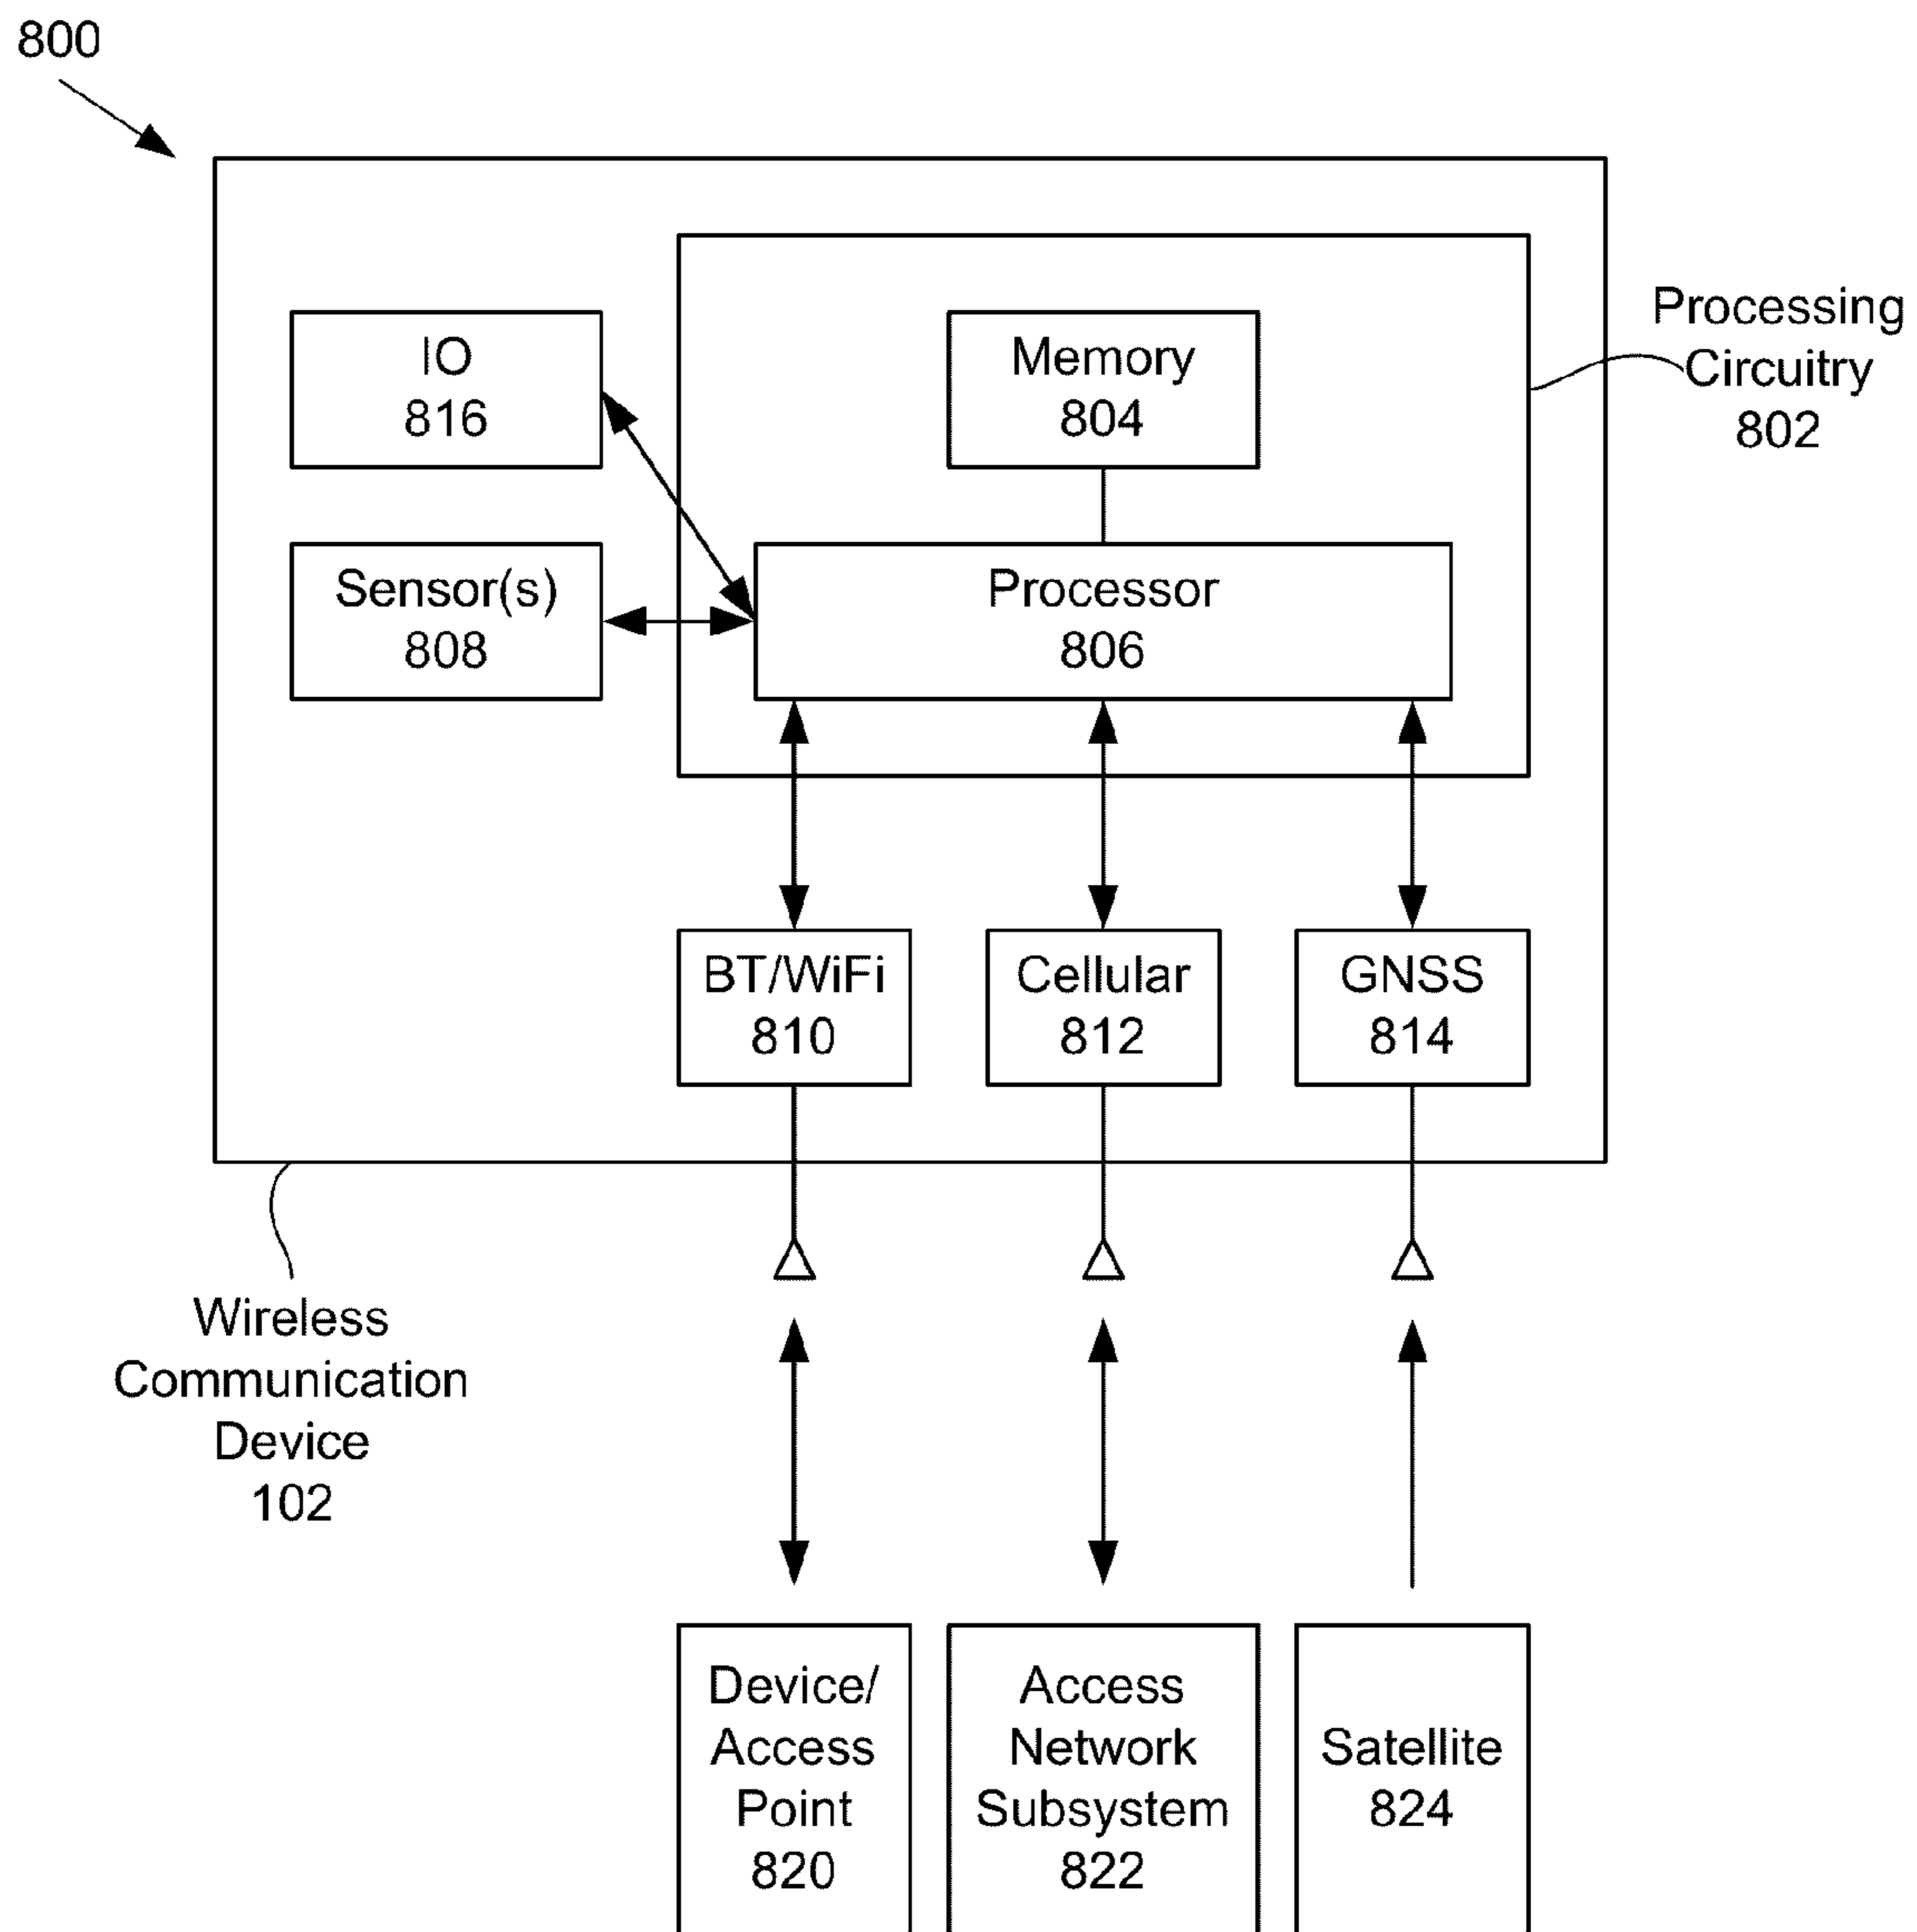 800
IO
816
Memory
804
Processing
Circuitry
802
Sensor(s)
808
Processor
806
BT/WiFi
810
Cellular
812
GNSS
814
Wireless
Communication
Device
102
Device/
Access
Point
820
Access
Network
Subsystem
822
Satellite
824